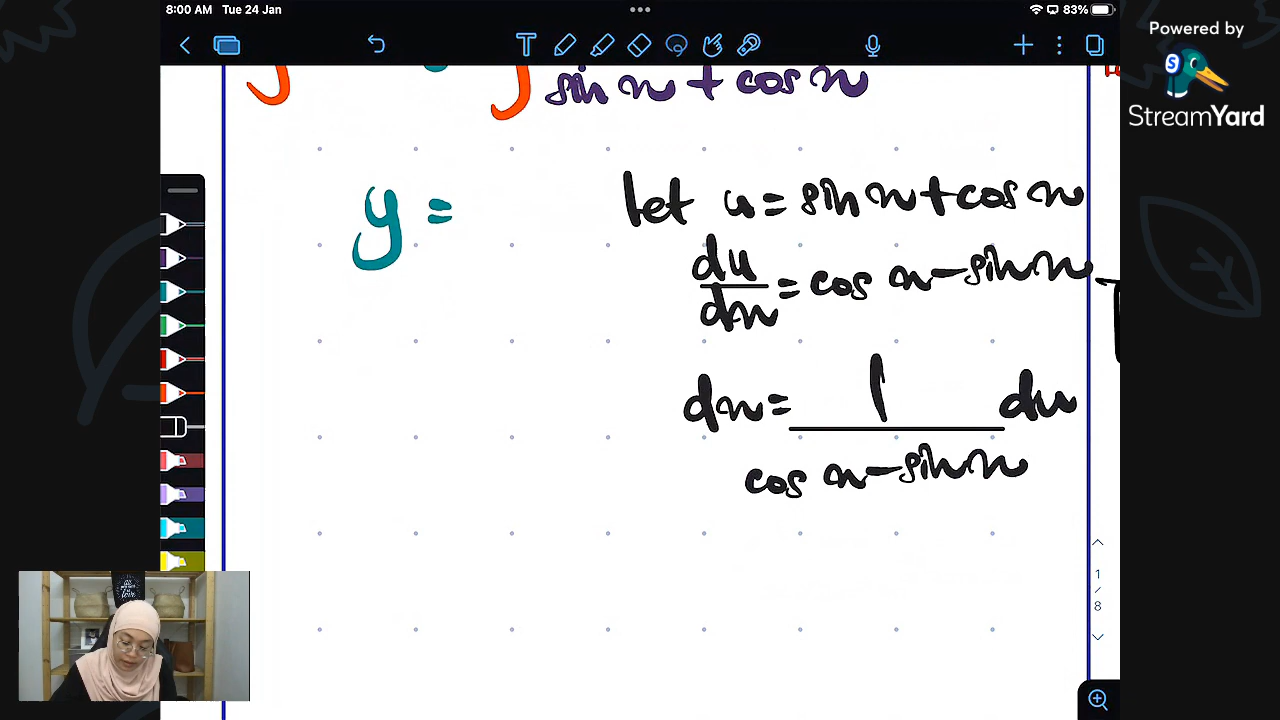 8:00 AM Tue 24 Jan
83%
Powered by
StreamYard
sin x + cos x
y =
let u = sin x + cos x
du
dx
= cos x - sin x
dx = 1 du
cos x - sin x
1
/
8